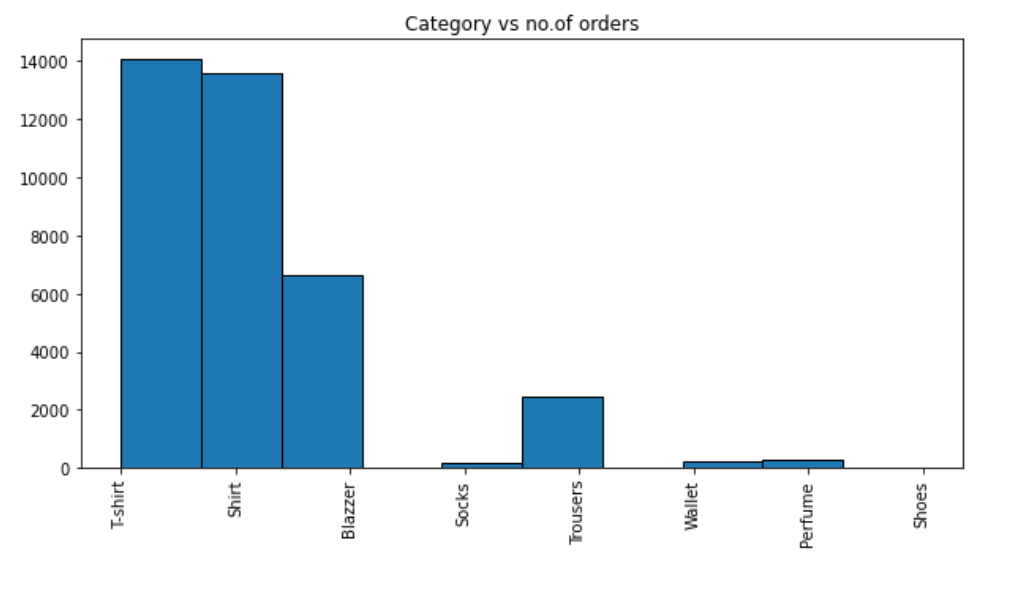 Category vs no.of orders
14000
12000
10000
8000
6000
4000
2000
0
T-shirt
Shirt
Blazzer
Socks
Trousers
Wallet
Perfume
Shoes